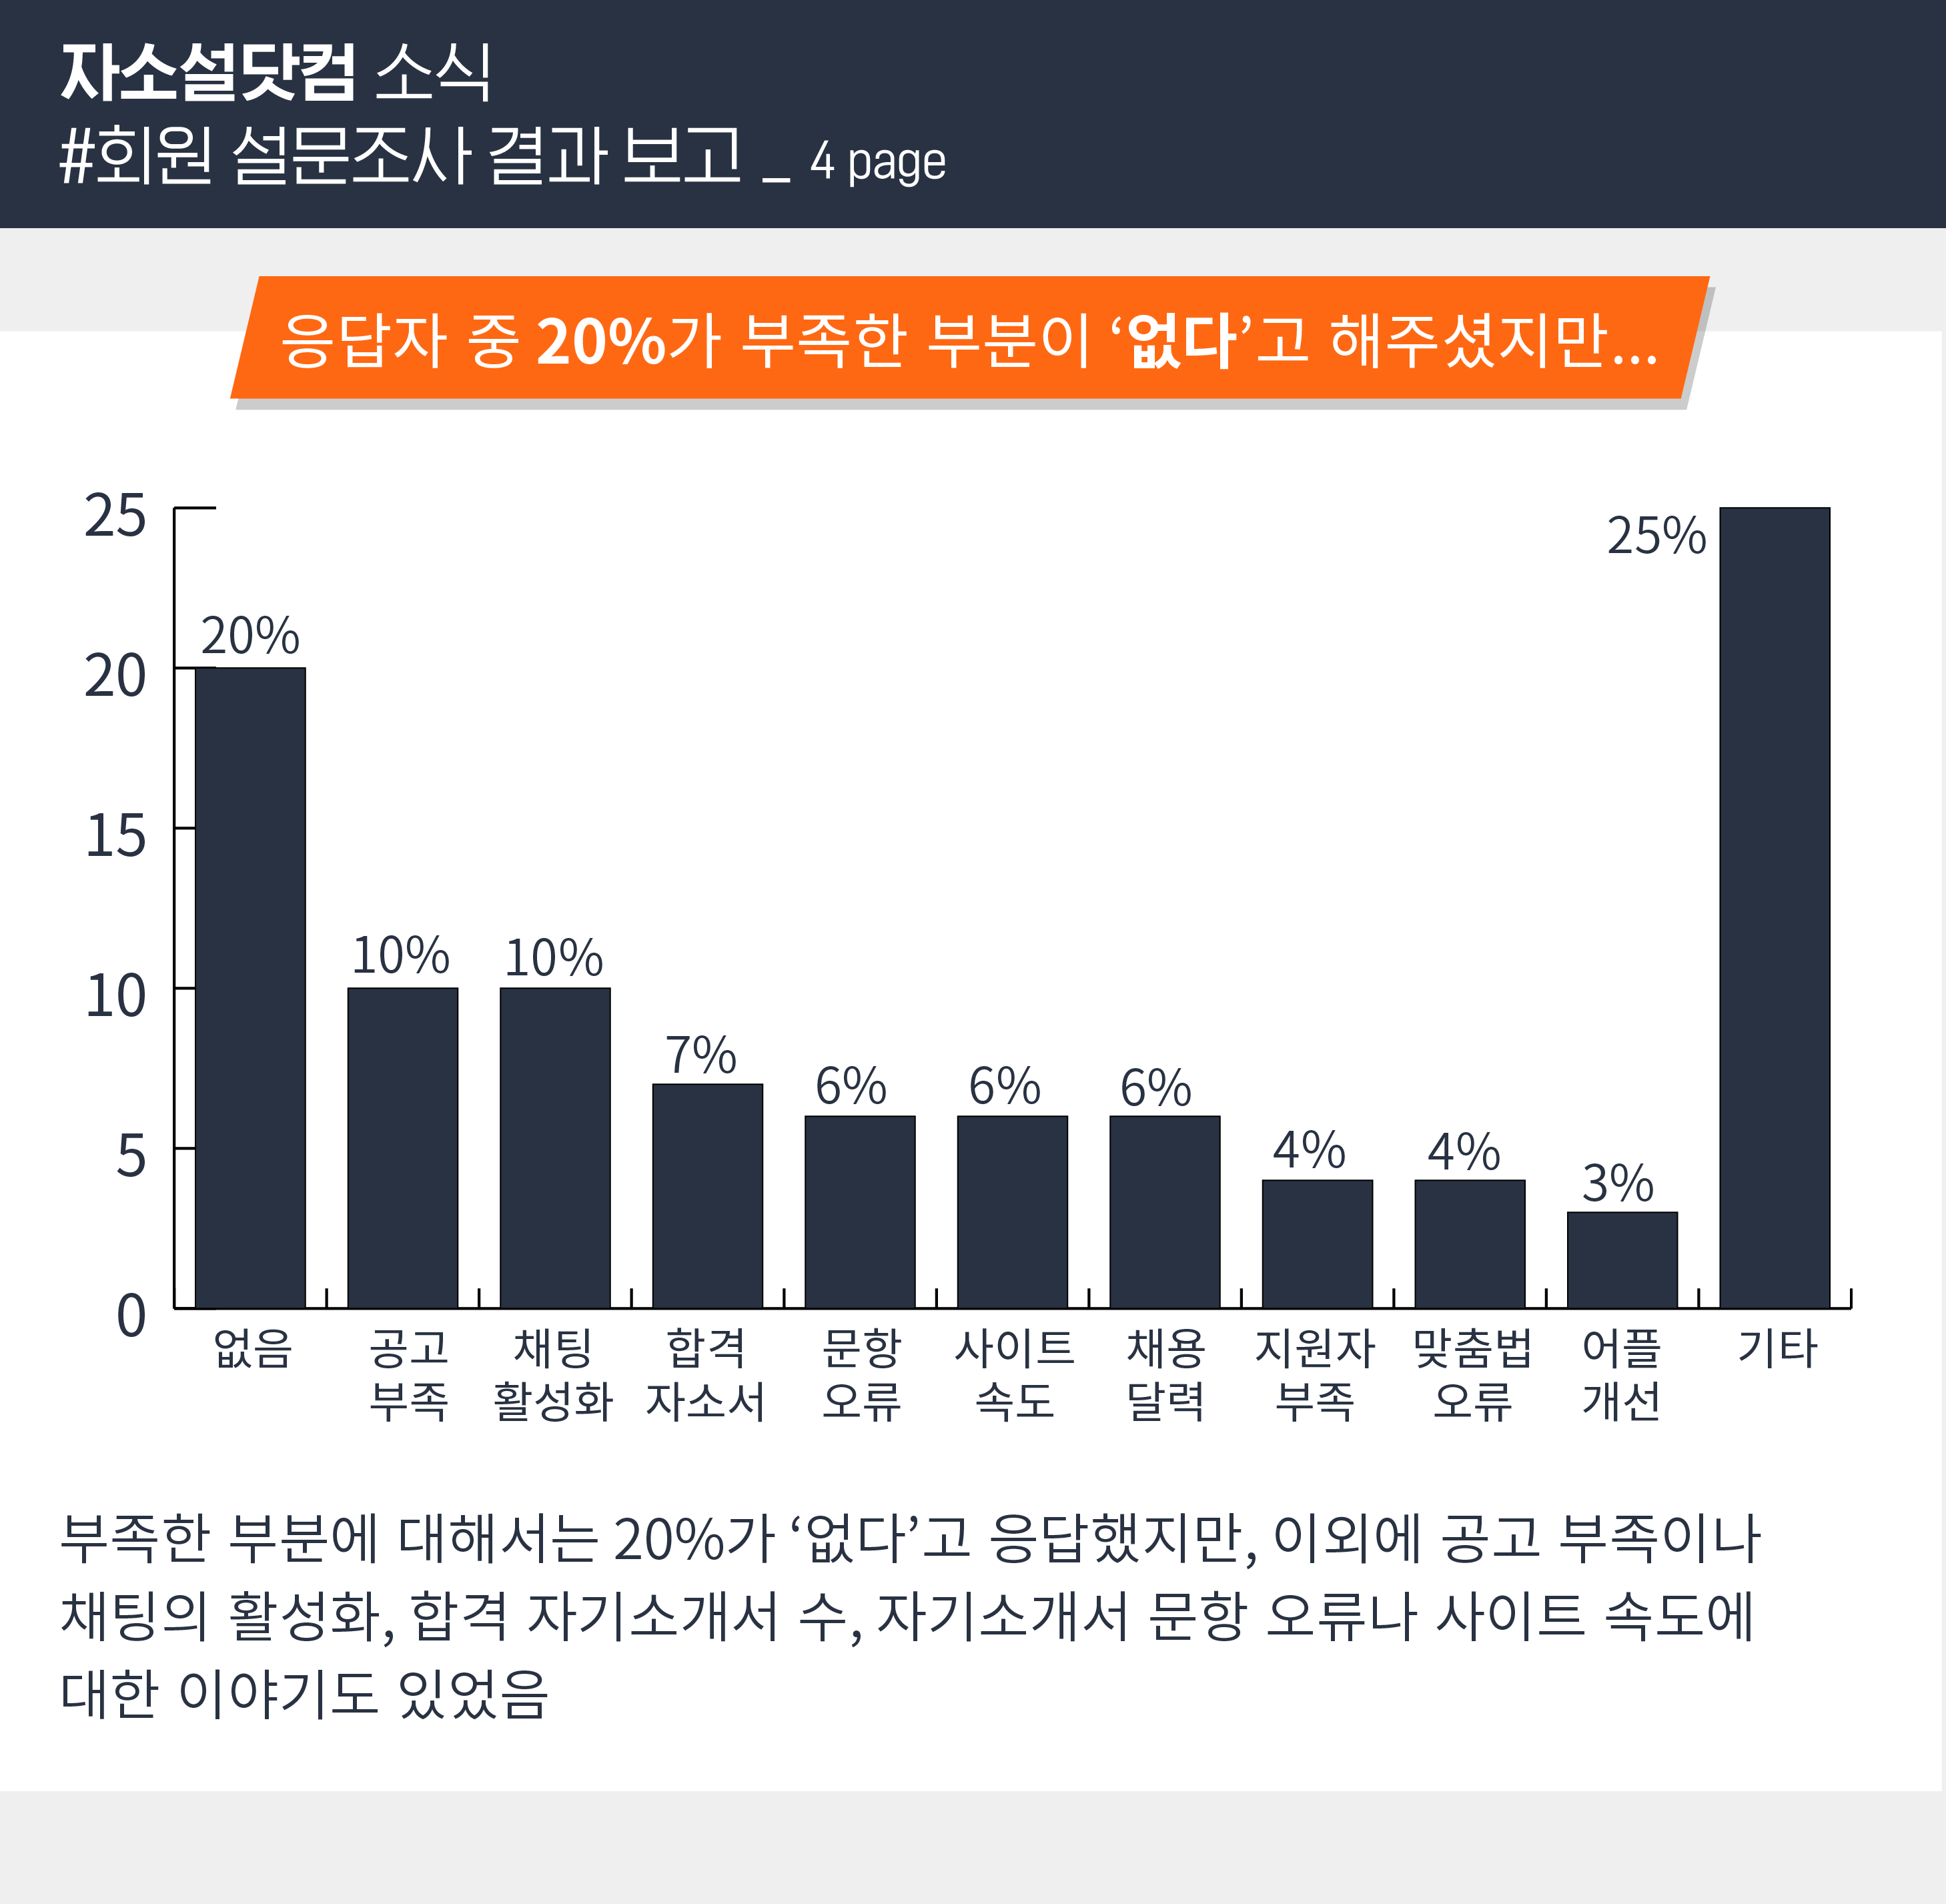 자소설닷컴 소식
#회원 설문조사 결과 보고 _ 4 page
응답자 중 20%가 부족한 부분이 ‘없다’고 해주셨지만...
25
25%
20%
20
15
10%
10%
10
7%
6%
6%
6%
5
4%
4%
3%
0
없음 공고 채팅 합격 문항 사이트 채용 지원자 맞춤법 어플 기타
부족 활성화 자소서 오류 속도 달력 부족 오류 개선
부족한 부분에 대해서는 20%가 ‘없다’고 응답했지만, 이외에 공고 부족이나
채팅의 활성화, 합격 자기소개서 수, 자기소개서 문항 오류나 사이트 속도에
대한 이야기도 있었음